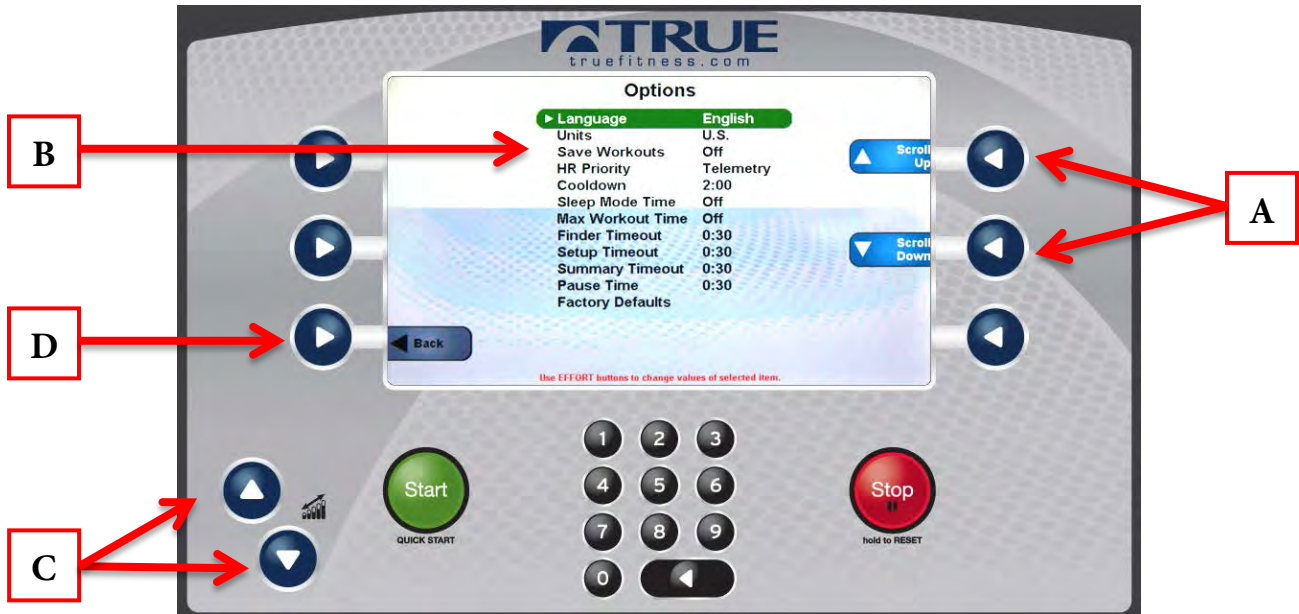 TRUE
truefitness.com
Options
Language English
Units U.S.
Save Workouts Off
HR Priority Telemetry
Cooldown 2:00
Sleep Mode Time Off
Max Workout Time Off
Finder Timeout 0:30
Setup Timeout 0:30
Summary Timeout 0:30
Pause Time 0:30
Factory Defaults
Scroll
Up
Scroll
Down
Back
Use EFFORT buttons to change values of selected item.
B
A
D
C
Start
QUICK START
1 2 3
4 5 6
7 8 9
0
Stop
hold to RESET